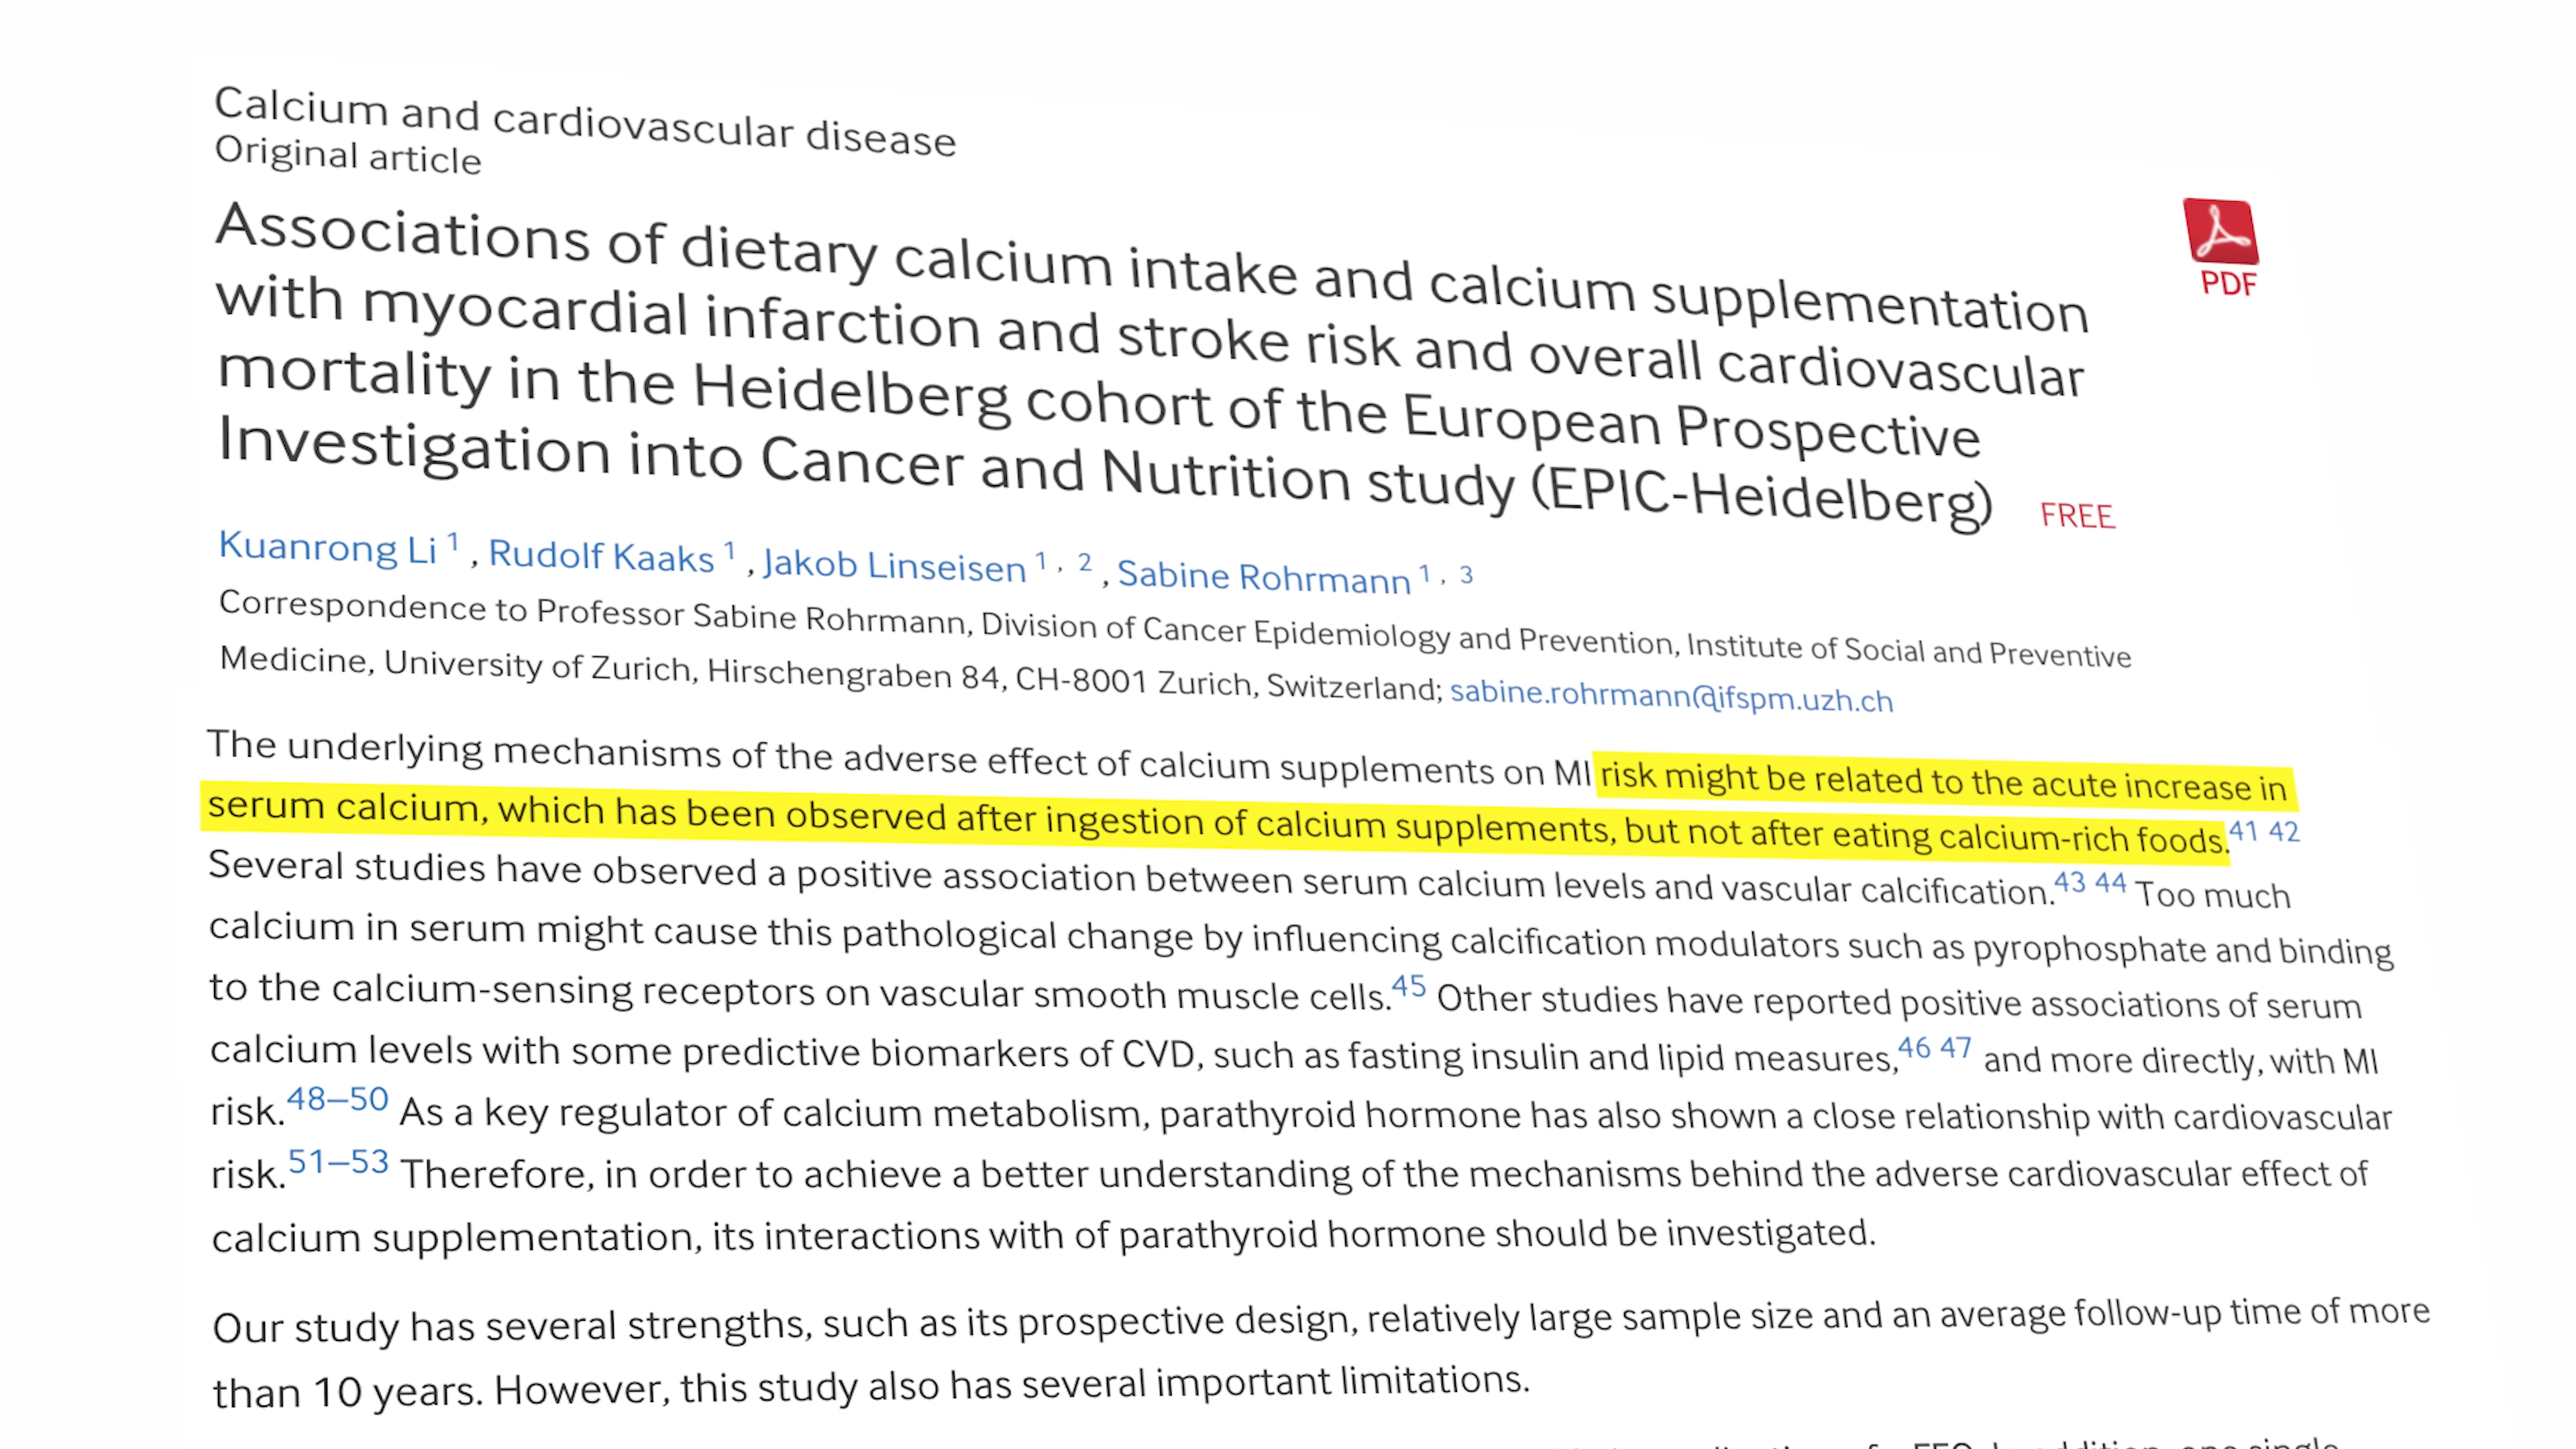 Calcium and cardiovascular disease
Original article
Associations of dietary calcium intake and calcium supplementation
with myocardial infarction and stroke risk and overall cardiovascular
mortality in the Heidelberg cohort of the European Prospective
Investigation into Cancer and Nutrition study (EPIC-Heidelberg) FREE
PDF
Kuanrong Li 1 , Rudolf Kaaks 1 , Jakob Linseisen 1 , 2 , Sabine Rohrmann 1 , 3
Correspondence to Professor Sabine Rohrmann, Division of Cancer Epidemiology and Prevention, Institute of Social and Preventive
Medicine, University of Zurich, Hirschengraben 84, CH-8001 Zurich, Switzerland; sabine.rohrmann@ifspm.uzh.ch
The underlying mechanisms of the adverse effect of calcium supplements on MI risk might be related to the acute increase in
serum calcium, which has been observed after ingestion of calcium supplements, but not after eating calcium-rich foods.41 42
Several studies have observed a positive association between serum calcium levels and vascular calcification.43 44 Too much
calcium in serum might cause this pathological change by influencing calcification modulators such as pyrophosphate and binding
to the calcium-sensing receptors on vascular smooth muscle cells.45 Other studies have reported positive associations of serum
calcium levels with some predictive biomarkers of CVD, such as fasting insulin and lipid measures,46 47 and more directly, with MI
risk.48–50 As a key regulator of calcium metabolism, parathyroid hormone has also shown a close relationship with cardiovascular
risk.51–53 Therefore, in order to achieve a better understanding of the mechanisms behind the adverse cardiovascular effect of
calcium supplementation, its interactions with of parathyroid hormone should be investigated.
Our study has several strengths, such as its prospective design, relatively large sample size and an average follow-up time of more
than 10 years. However, this study also has several important limitations.